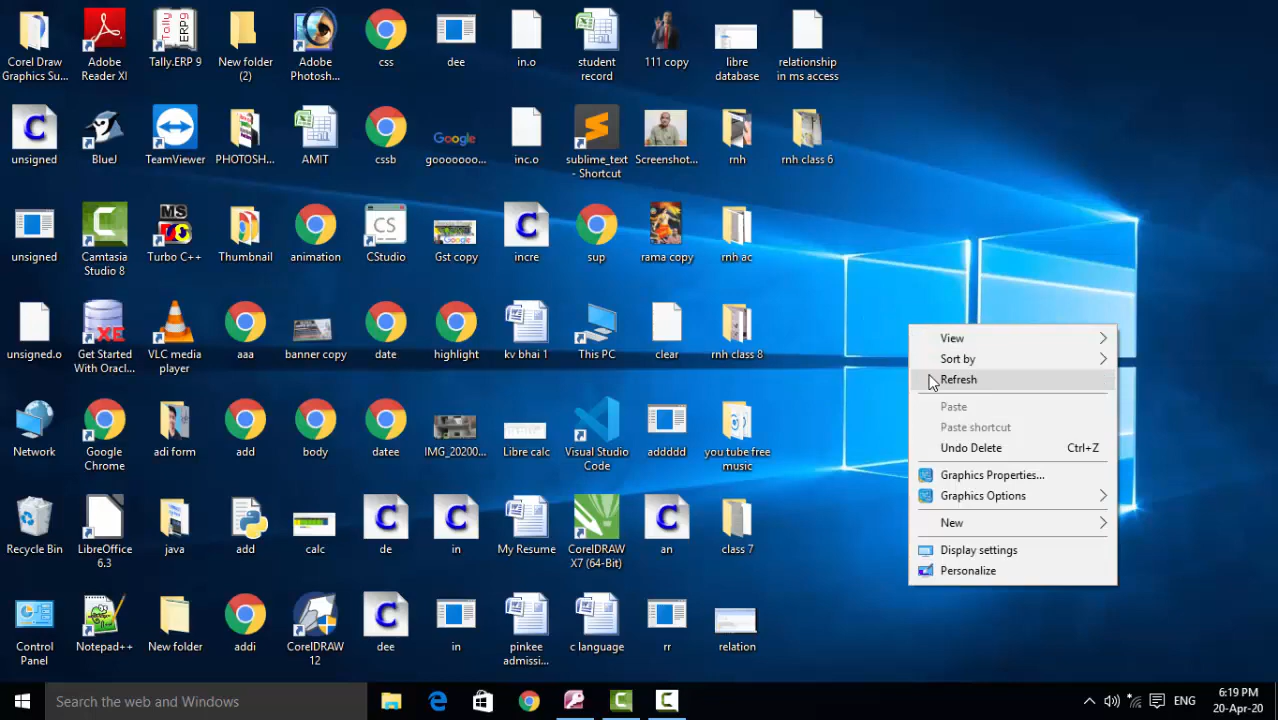 Corel Draw
Graphics Su...
Adobe
Reader XI
Tally
ERP9
Tally.ERP 9
New folder
(2)
Adobe
Photosh...
css
dee
in.o
student
record
111 copy
libre
database
relationship
in ms access
C
unsigned
BlueJ
TeamViewer
PHOTOSH...
AMIT
cssb
Google
gooooooo...
inc.o
sublime_text
- Shortcut
Screenshot...
rnh
rnh class 6
unsigned
C
Camtasia
Studio 8
MS
Turbo C++
Thumbnail
animation
CS
CStudio
Gst copy
C
incre
sup
rama copy
rnh ac
unsigned.o
XE
Get Started
With Oracl...
VLC media
player
aaa
banner copy
date
highlight
W
kv bhai 1
This PC
clear
rnh class 8
Network
Google
Chrome
adi form
add
body
datee
IMG_20200...
Libre calc
Visual Studio
Code
addddd
you tube free
music
Recycle Bin
LibreOffice
6.3
java
add
calc
C
de
C
in
W
My Resume
CorelDRAW
X7 (64-Bit)
C
an
class 7
Control
Panel
Notepad++
New folder
addi
CorelDRAW
12
C
dee
in
W
pinkee
admissi...
W
c language
rr
relation
View
Sort by
Refresh
Paste
Paste shortcut
Undo Delete Ctrl+Z
Graphics Properties...
Graphics Options
New
Display settings
Personalize
Search the web and Windows
ENG
6:19 PM
20-Apr-20